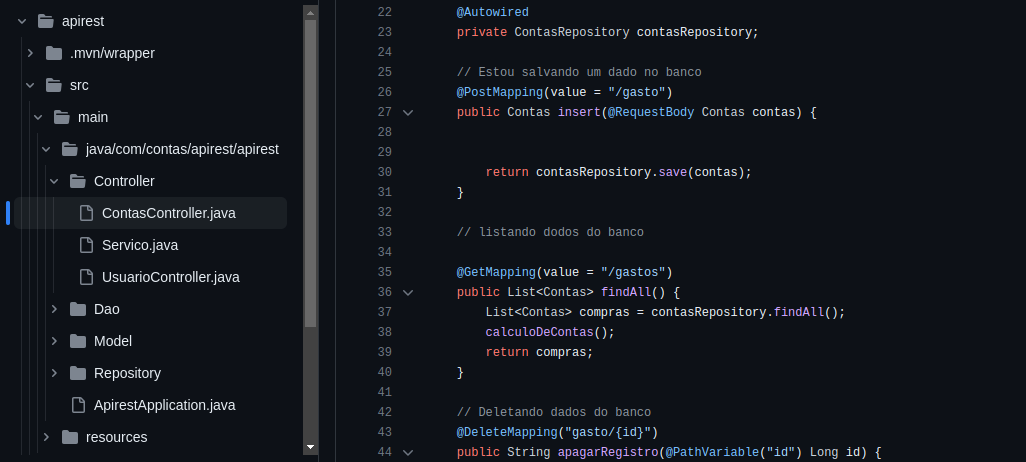 apirest
.mvn/wrapper
src
main
java/com/contas/apirest/apirest
Controller
ContasController.java
Servico.java
UsuarioController.java
Dao
Model
Repository
ApirestApplication.java
resources
22 @Autowired
23 private ContasRepository contasRepository;
24
25 // Estou salvando um dado no banco
26 @PostMapping(value = "/gasto")
27 public Contas insert(@RequestBody Contas contas) {
28
29
30 return contasRepository.save(contas);
31 }
32
33 // listando dodos do banco
34
35 @GetMapping(value = "/gastos")
36 public List<Contas> findAll() {
37 List<Contas> compras = contasRepository.findAll();
38 calculoDeContas();
39 return compras;
40 }
41
42 // Deletando dados do banco
43 @DeleteMapping("gasto/{id}")
44 public String apagarRegistro(@PathVariable("id") Long id) {